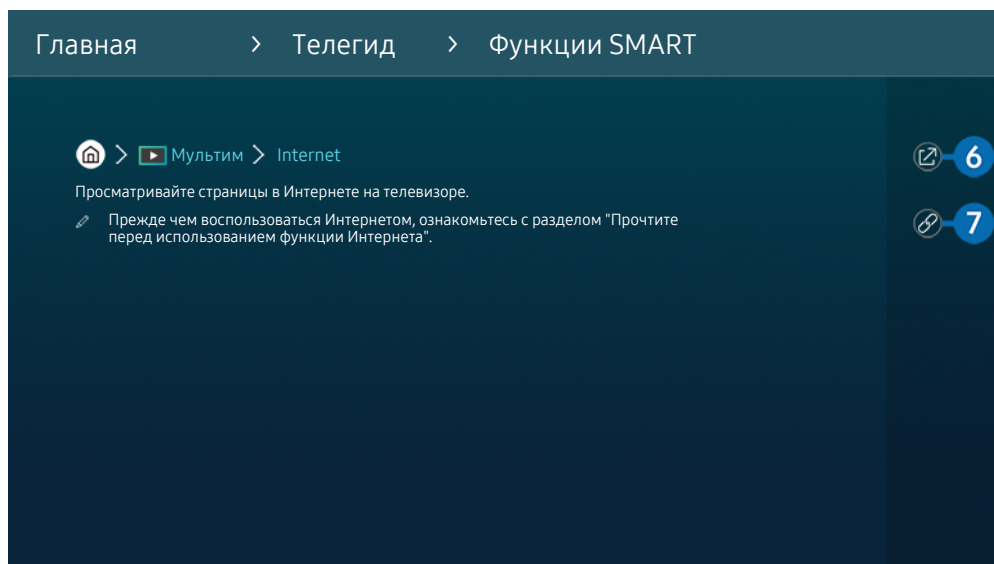 Главная > Телегид > Функции SMART
> Мультим > Internet
6
Просматривайте страницы в Интернете на телевизоре.
Прежде чем воспользоваться Интернетом, ознакомьтесь с разделом "Прочтите
перед использованием функции Интернета".
7